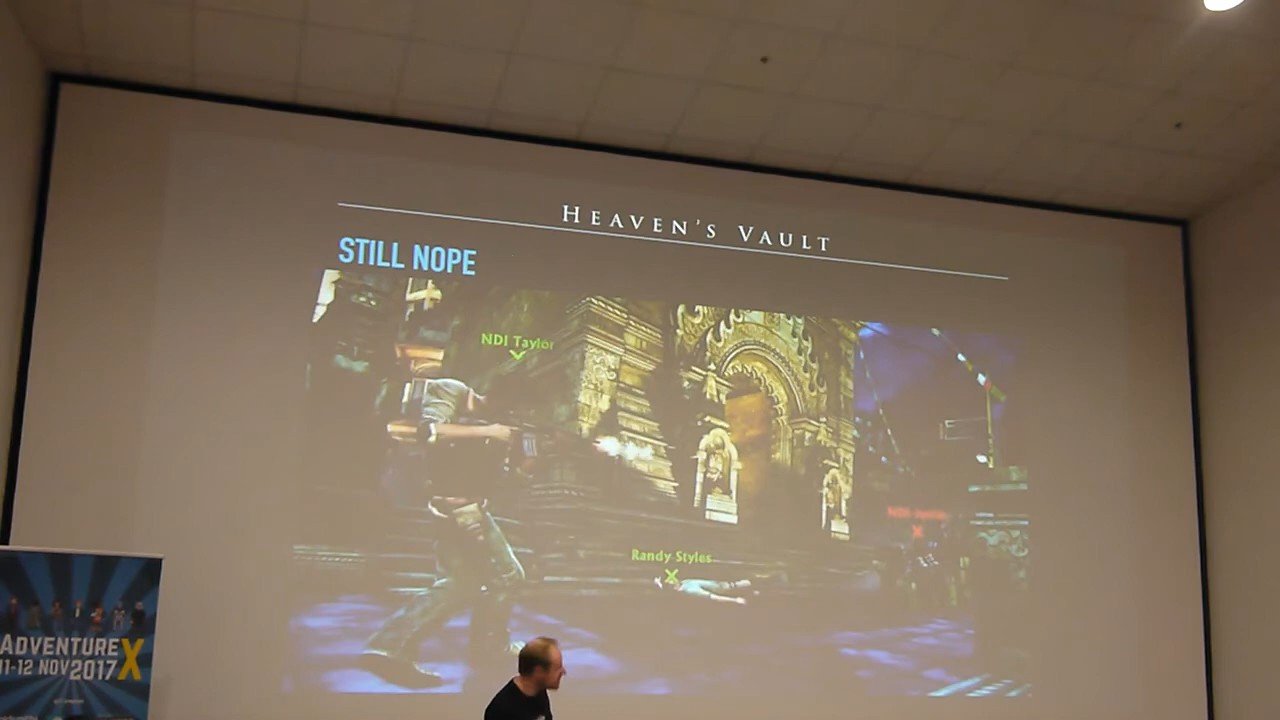 HEAVEN'S VAULT
STILL NOPE
NDI Taylor
Randy Styles
ADVENTURE X
11-12 NOV 2017